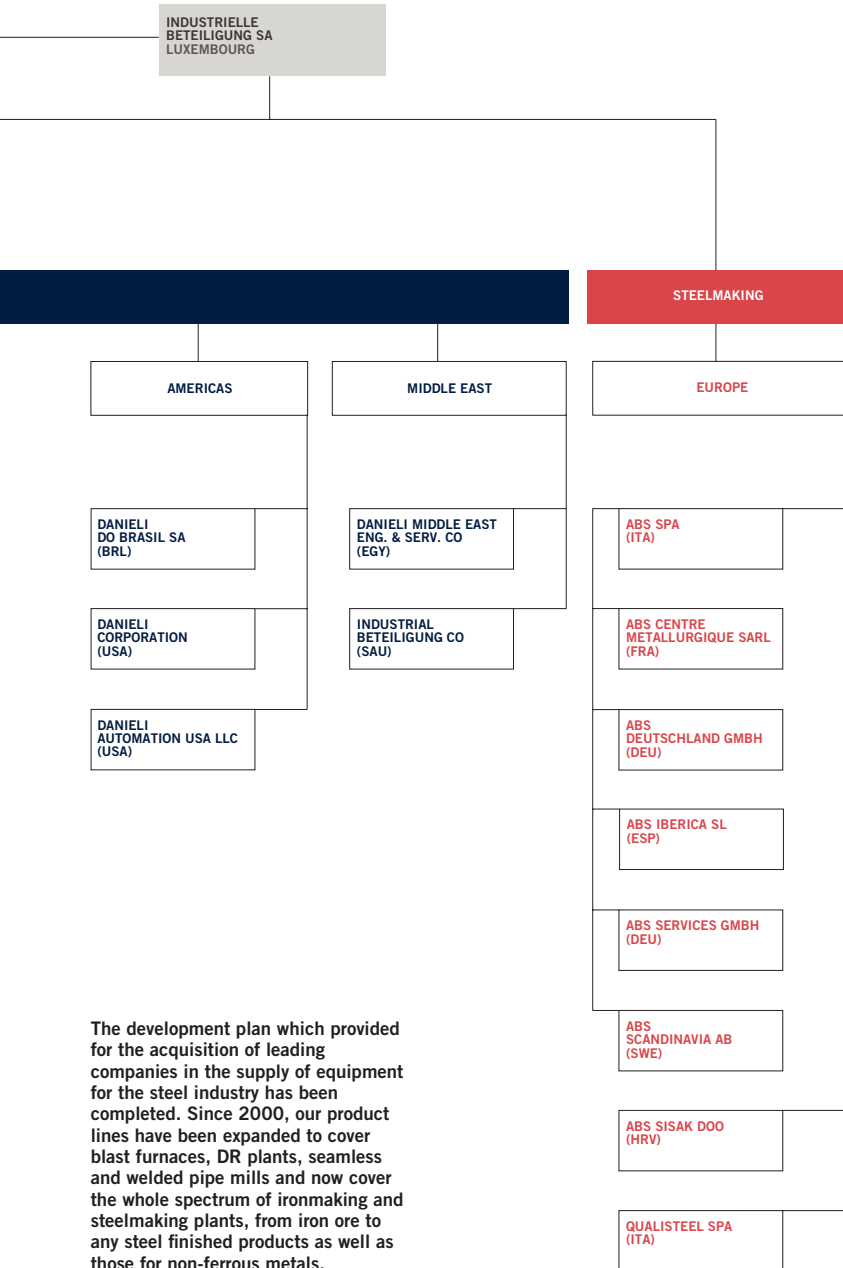 INDUSTRIELLE
BETEILIGUNG SA
LUXEMBOURG
STEELMAKING
AMERICAS
MIDDLE EAST
EUROPE
DANIELI
DO BRASIL SA
(BRL)
DANIELI
CORPORATION
(USA)
DANIELI
AUTOMATION USA LLC
(USA)
DANIELI MIDDLE EAST
ENG. & SERV. CO
(EGY)
INDUSTRIAL
BETEILIGUNG CO
(SAU)
ABS SPA
(ITA)
ABS CENTRE
METALLURGIQUE SARL
(FRA)
ABS
DEUTSCHLAND GMBH
(DEU)
ABS IBERICA SL
(ESP)
ABS SERVICES GMBH
(DEU)
ABS
SCANDINAVIA AB
(SWE)
ABS SISAK DOO
(HRV)
QUALISTEEL SPA
(ITA)
The development plan which provided
for the acquisition of leading
companies in the supply of equipment
for the steel industry has been
completed. Since 2000, our product
lines have been expanded to cover
blast furnaces, DR plants, seamless
and welded pipe mills and now cover
the whole spectrum of ironmaking and
steelmaking plants, from iron ore to
any steel finished products as well as
those for non-ferrous metals.